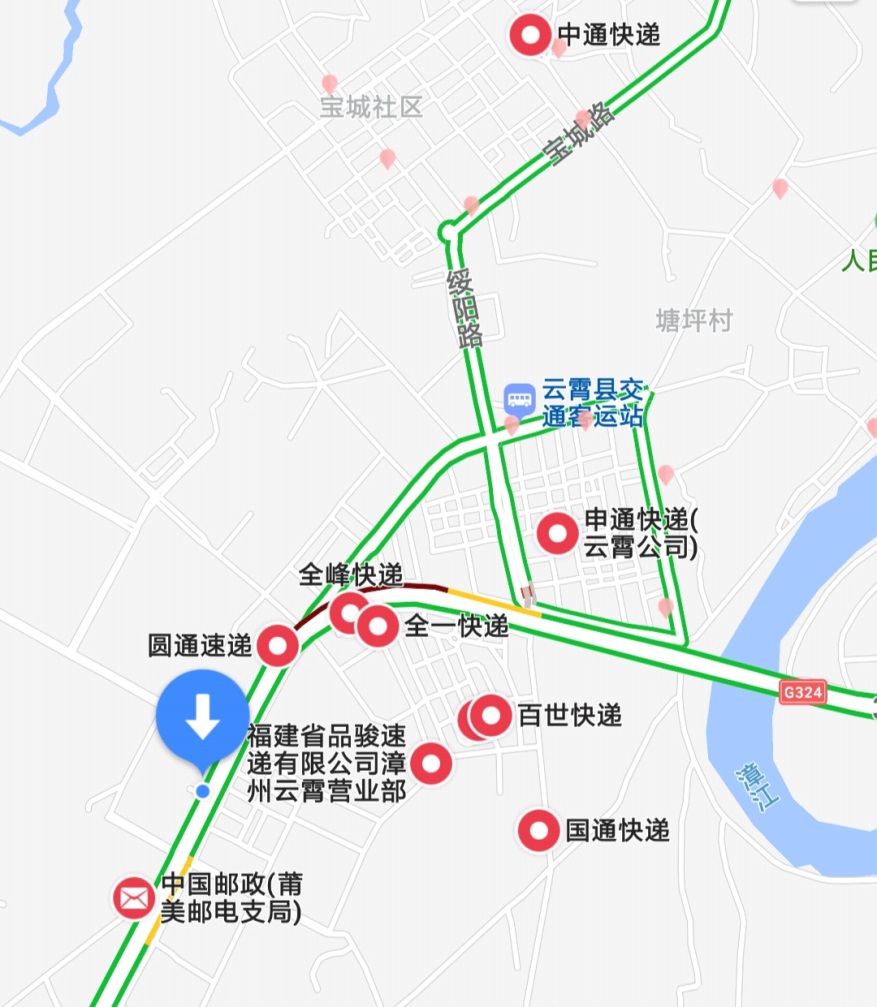 中通快递
宝城社区
宝城路
人民
绥阳路
塘坪村
云霄县交
通客运站
申通快递(
云霄公司)
全峰快递
全一快递
圆通速递
G324
百世快递
福建省品骏速
递有限公司漳
州云霄营业部
漳江
国通快递
中国邮政(莆
美邮电支局)